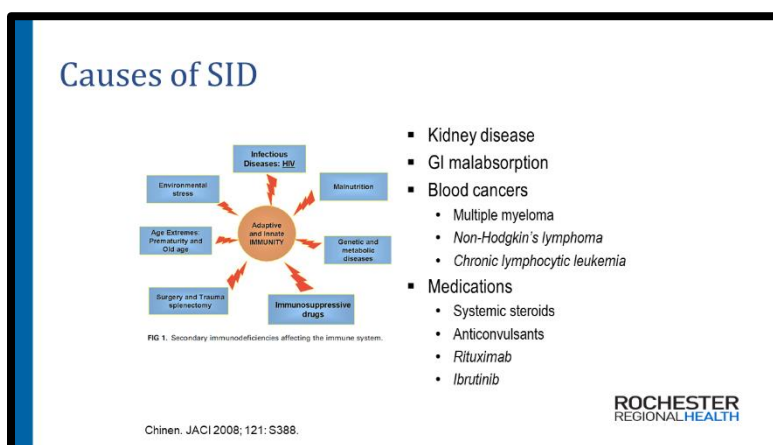 Causes of SID
Infectious
Diseases: HIV
Environmental
stress
Malnutrition
Adaptive
and Innate
IMMUNITY
Age Extremes:
Prematurity and
Old age
Genetic and
metabolic
diseases
Surgery and Trauma
splenectomy
Immunosuppressive
drugs
FIG 1. Secondary immunodeficiencies affecting the immune system.
▪ Kidney disease
▪ GI malabsorption
▪ Blood cancers
• Multiple myeloma
• Non-Hodgkin's lymphoma
• Chronic lymphocytic leukemia
▪ Medications
• Systemic steroids
• Anticonvulsants
• Rituximab
• Ibrutinib
Chinen. JACI 2008; 121: S388.
ROCHESTER
REGIONALHEALTH